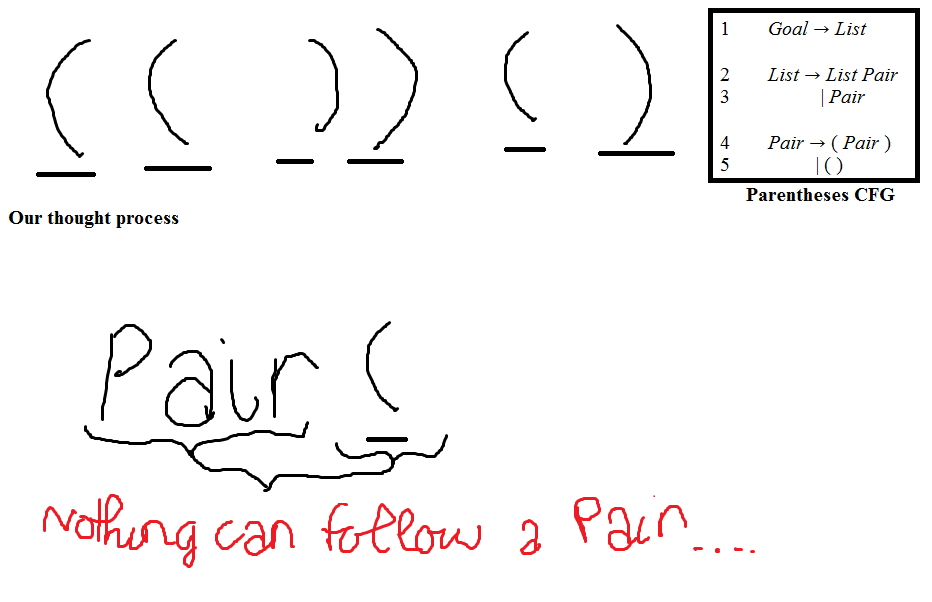 ( ( ) ) ( )
1 Goal → List
2 List → List Pair
3 | Pair
4 Pair → ( Pair )
5 | ( )
Parentheses CFG
Our thought process
Pair (
Nothing can follow a Pair....